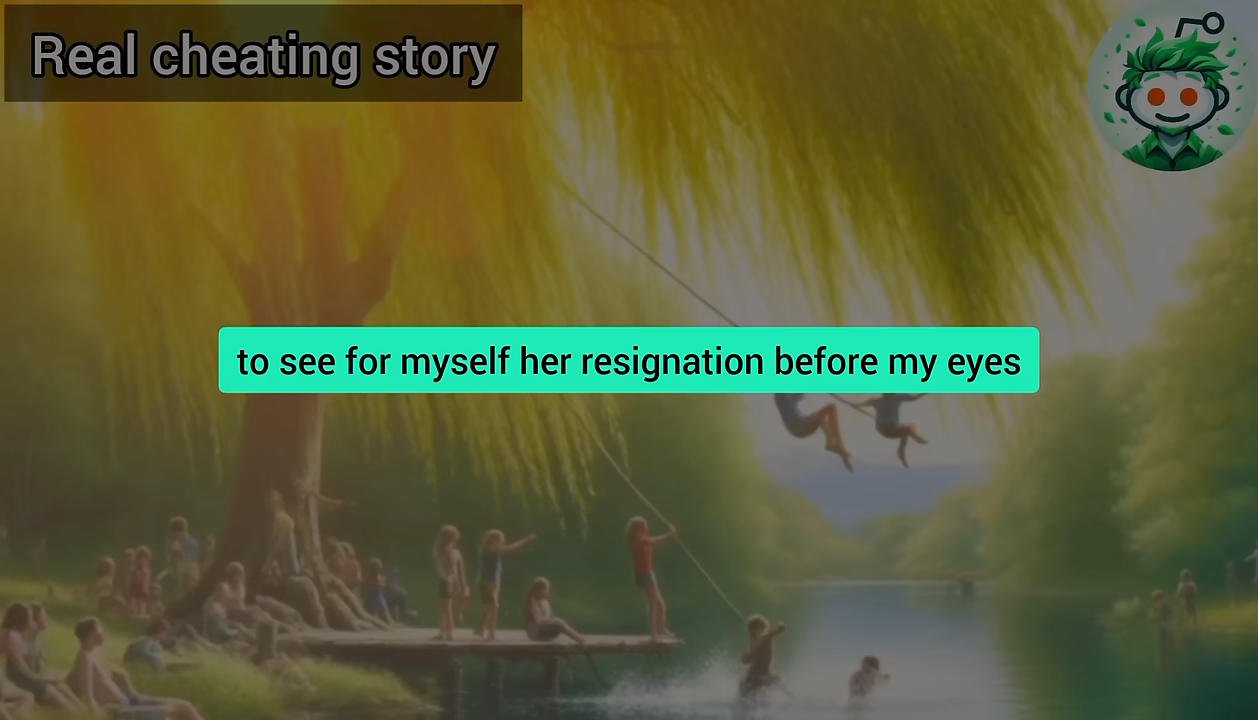 Real cheating story
to see for myself her resignation before my eyes